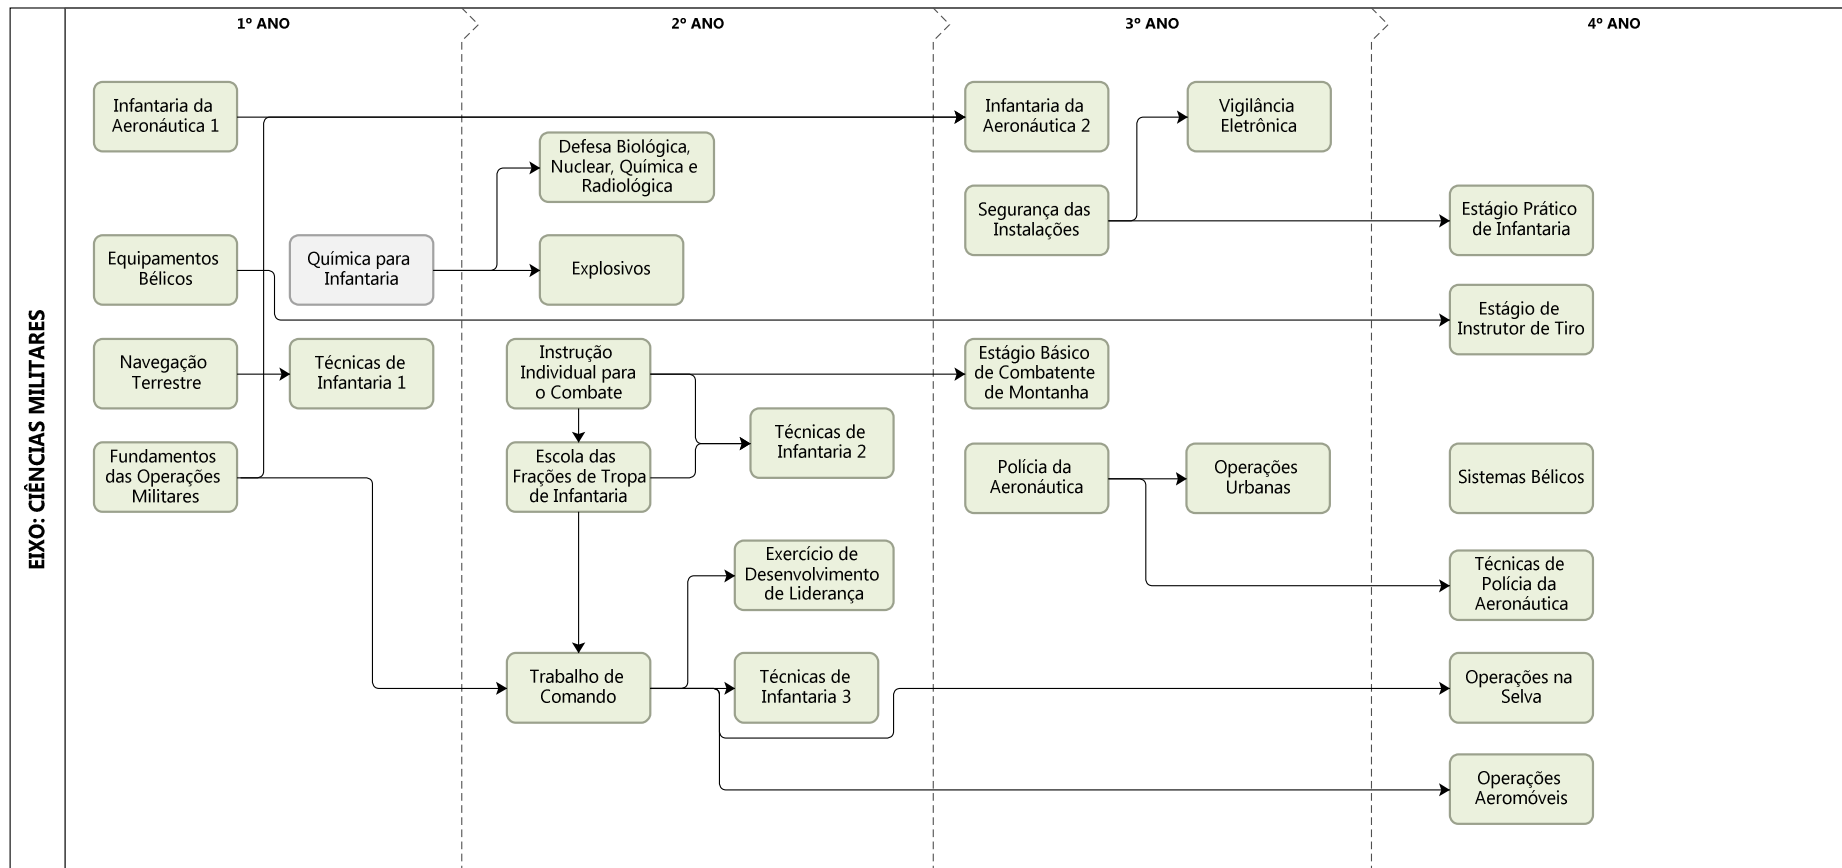 EIXO: CIÊNCIAS MILITARES
1º ANO
2º ANO
3º ANO
4º ANO
Infantaria da
Aeronáutica 1
Equipamentos
Bélicos
Química para
Infantaria
Navegação
Terrestre
Técnicas de
Infantaria 1
Fundamentos
das Operações
Militares
Defesa Biológica,
Nuclear, Química e
Radiológica
Explosivos
Instrução
Individual para
o Combate
Técnicas de
Infantaria 2
Escola das
Frações de Tropa
de Infantaria
Exercício de
Desenvolvimento
de Liderança
Trabalho de
Comando
Técnicas de
Infantaria 3
Infantaria da
Aeronáutica 2
Vigilância
Eletrônica
Segurança das
Instalações
Estágio Básico
de Combatente
de Montanha
Polícia da
Aeronáutica
Operações
Urbanas
Estágio Prático
de Infantaria
Estágio de
Instrutor de Tiro
Sistemas Bélicos
Técnicas de
Polícia da
Aeronáutica
Operações na
Selva
Operações
Aeromóveis